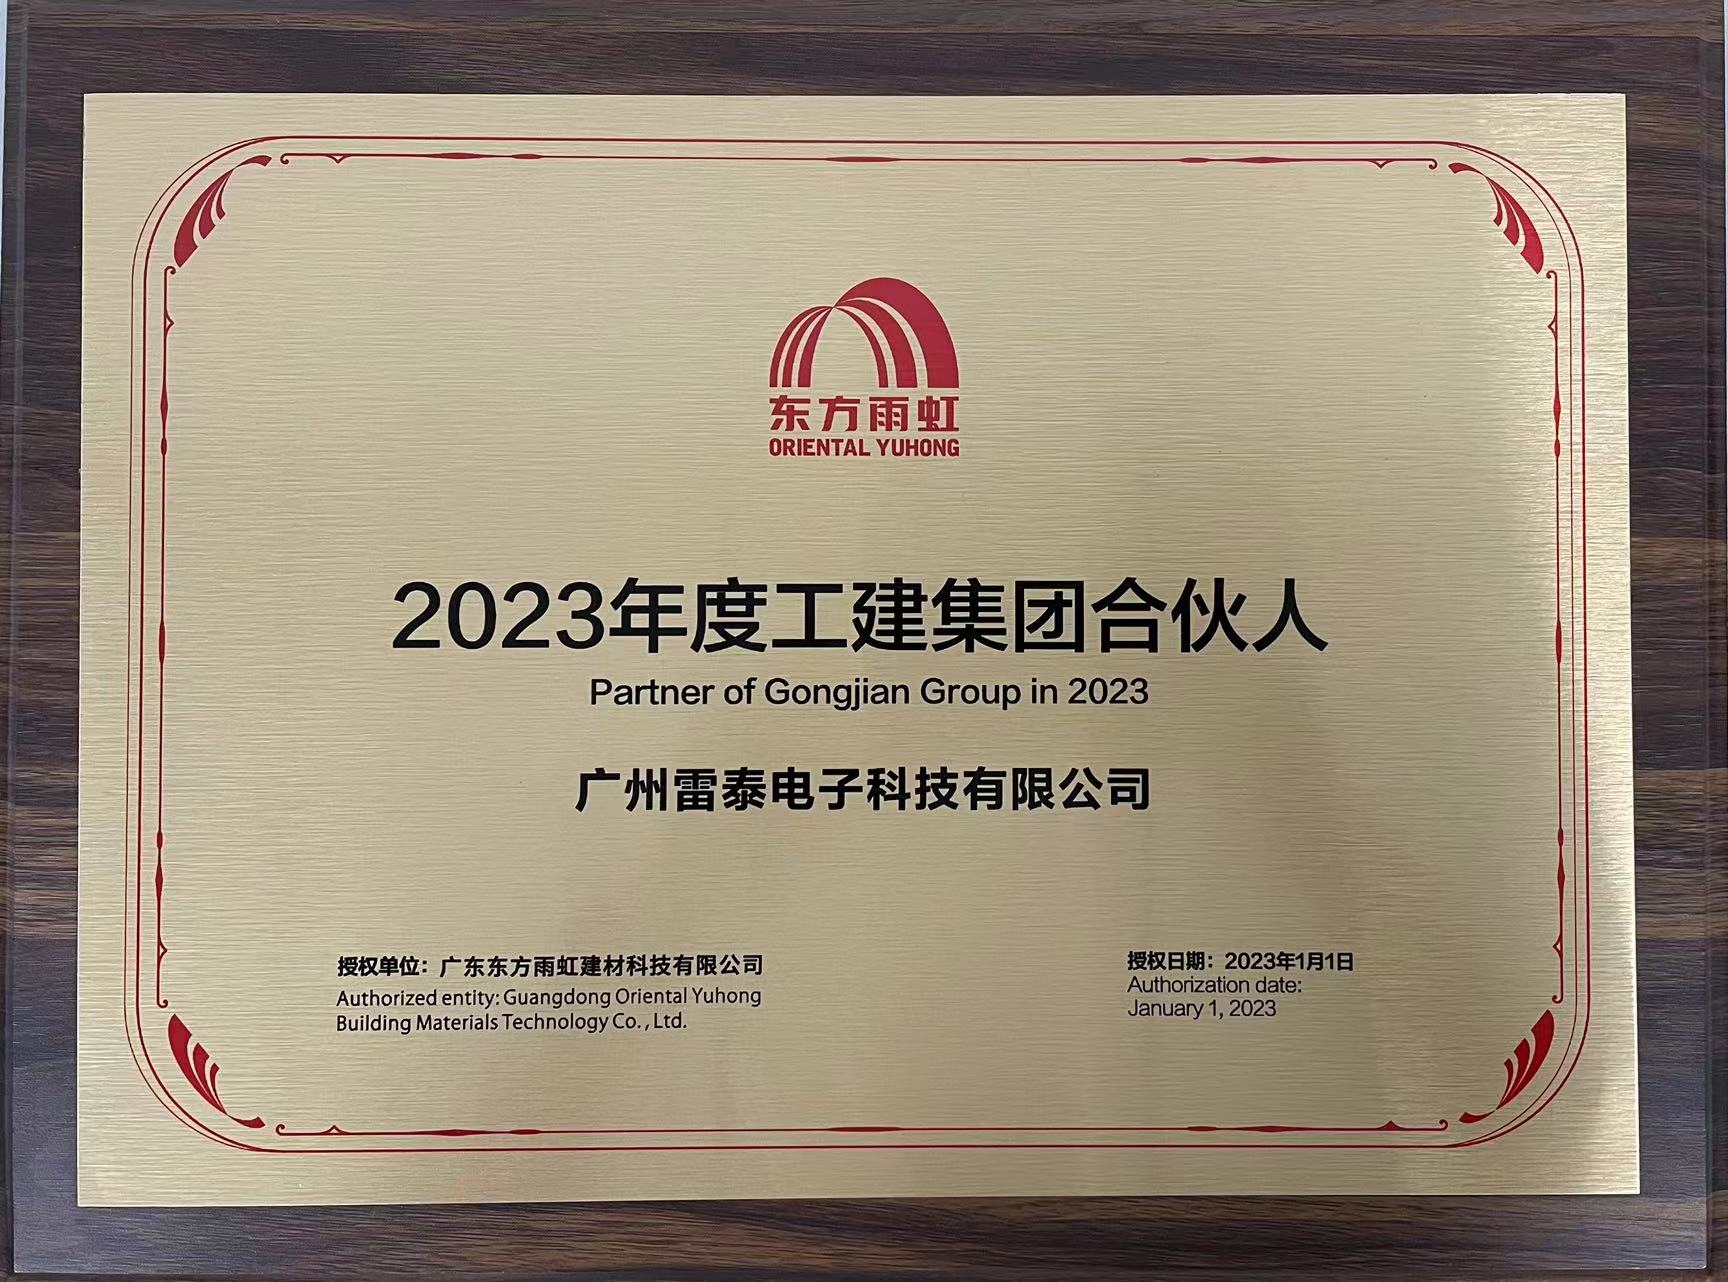 东方雨虹
ORIENTAL YUHONG
2023年度工建集团合伙人
Partner of Gongjian Group in 2023
广州雷泰电子科技有限公司
授权单位：广东东方雨虹建材科技有限公司
Authorized entity: Guangdong Oriental Yuhong
Building Materials Technology Co., Ltd.
授权日期：2023年1月1日
Authorization date:
January 1, 2023